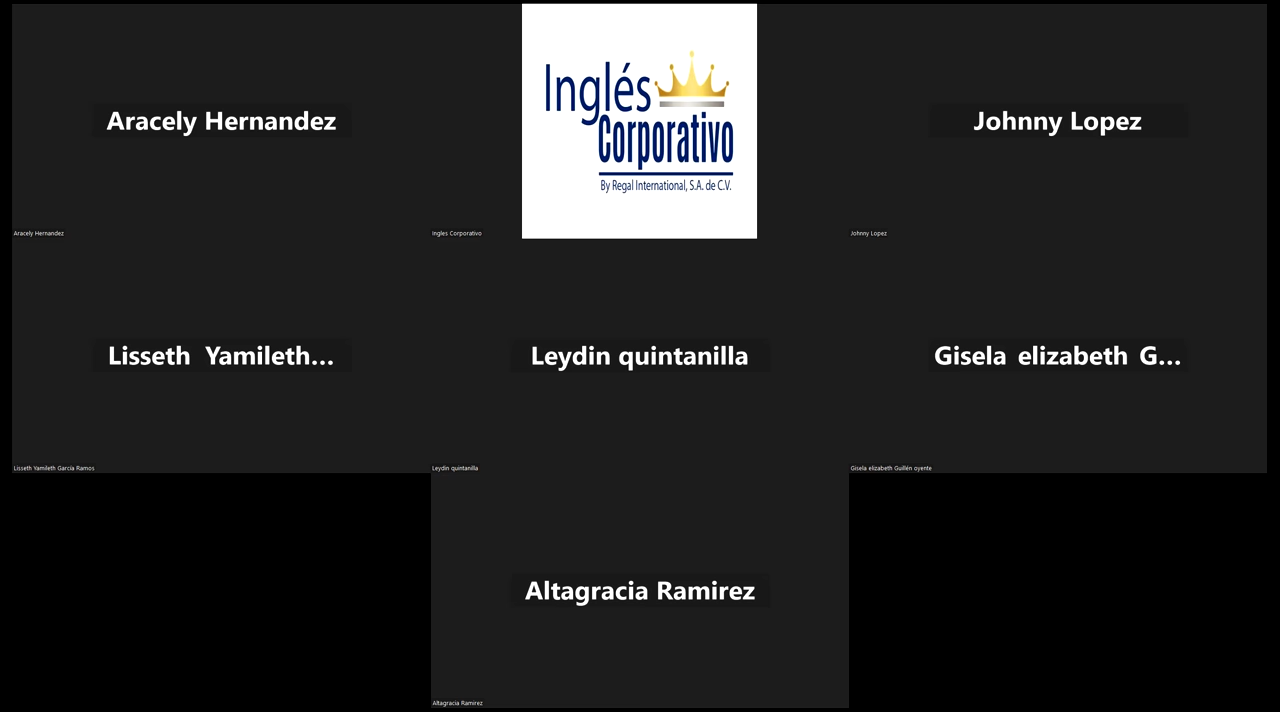 Aracely Hernandez
Aracely Hernandez
Inglés
Corporativo
By Regal International, S.A. de C.V.
Ingles Corporativo
Johnny Lopez
Johnny Lopez
Lisseth Yamileth...
Lisseth Yamileth García Ramos
Leydin quintanilla
Leydin quintanilla
Gisela elizabeth G...
Gisela elizabeth Guillén oyente
Altagracia Ramirez
Altagracia Ramirez